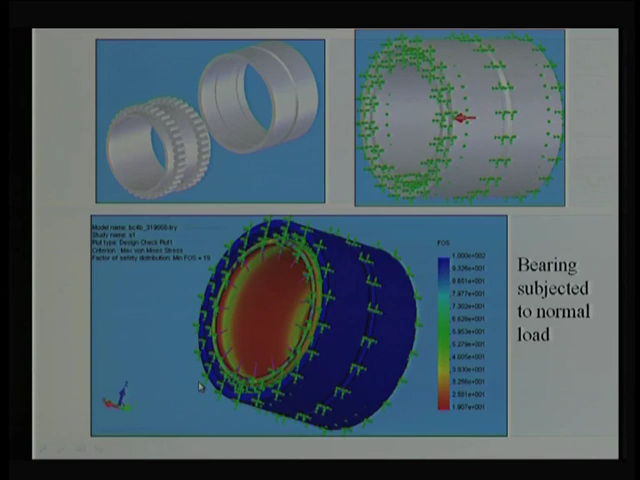 Model name: bc4b_319660.try
Study name: s1
Plot type: Design Check Plot1
Criterion : Max von Mises Stress
Factor of safety distribution: Min FOS = 19
FOS
1.000e+002
9.326e+001
8.651e+001
7.977e+001
7.302e+001
6.628e+001
5.953e+001
5.279e+001
4.605e+001
3.930e+001
3.256e+001
2.581e+001
1.907e+001
Bearing
subjected
to normal
load